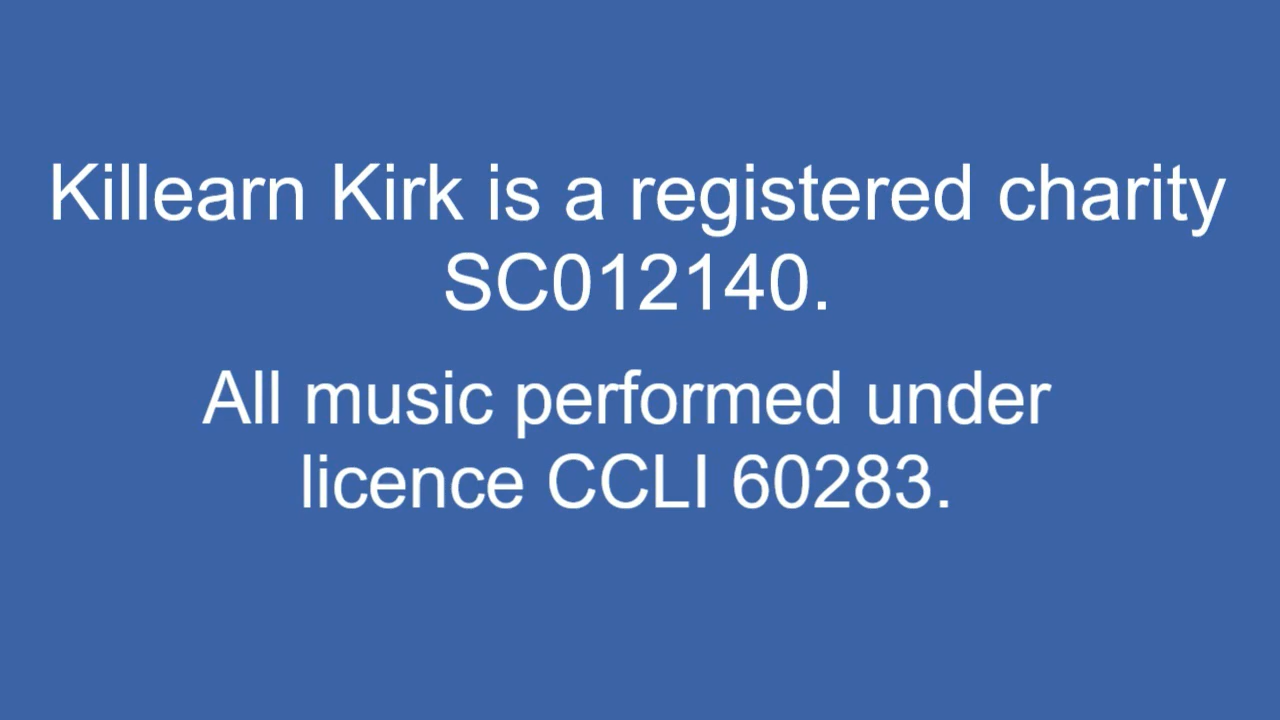 Killearn Kirk is a registered charity
SC012140.
All music performed under
licence CCLI 60283.